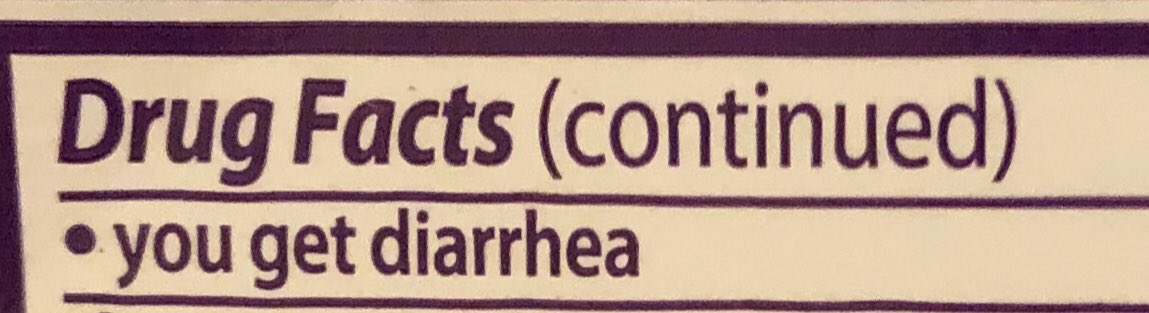 Drug Facts (continued)
• you get diarrhea